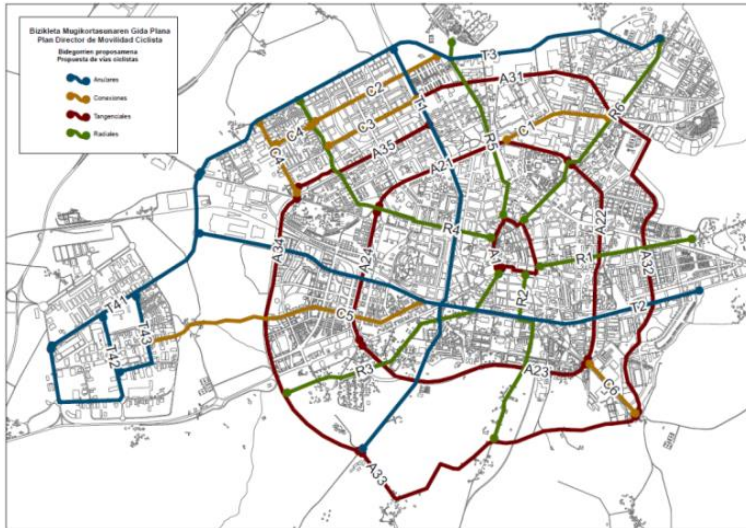 Bizikleta Mugikortasunaren Gida Plana
Plan Director de Movilidad Ciclista
Bidegorrien proposamena
Propuesta de vías ciclistas
Anulares
Conexiones
Tangenciales
Radiales
T3
C2
T1
A31
C4
C3
C1
R6
R5
C4
A35
A21
R4
A1
A22
A34
A21
R1
A32
R2
T41
T43
C5
T2
T42
R3
A23
C6
A33